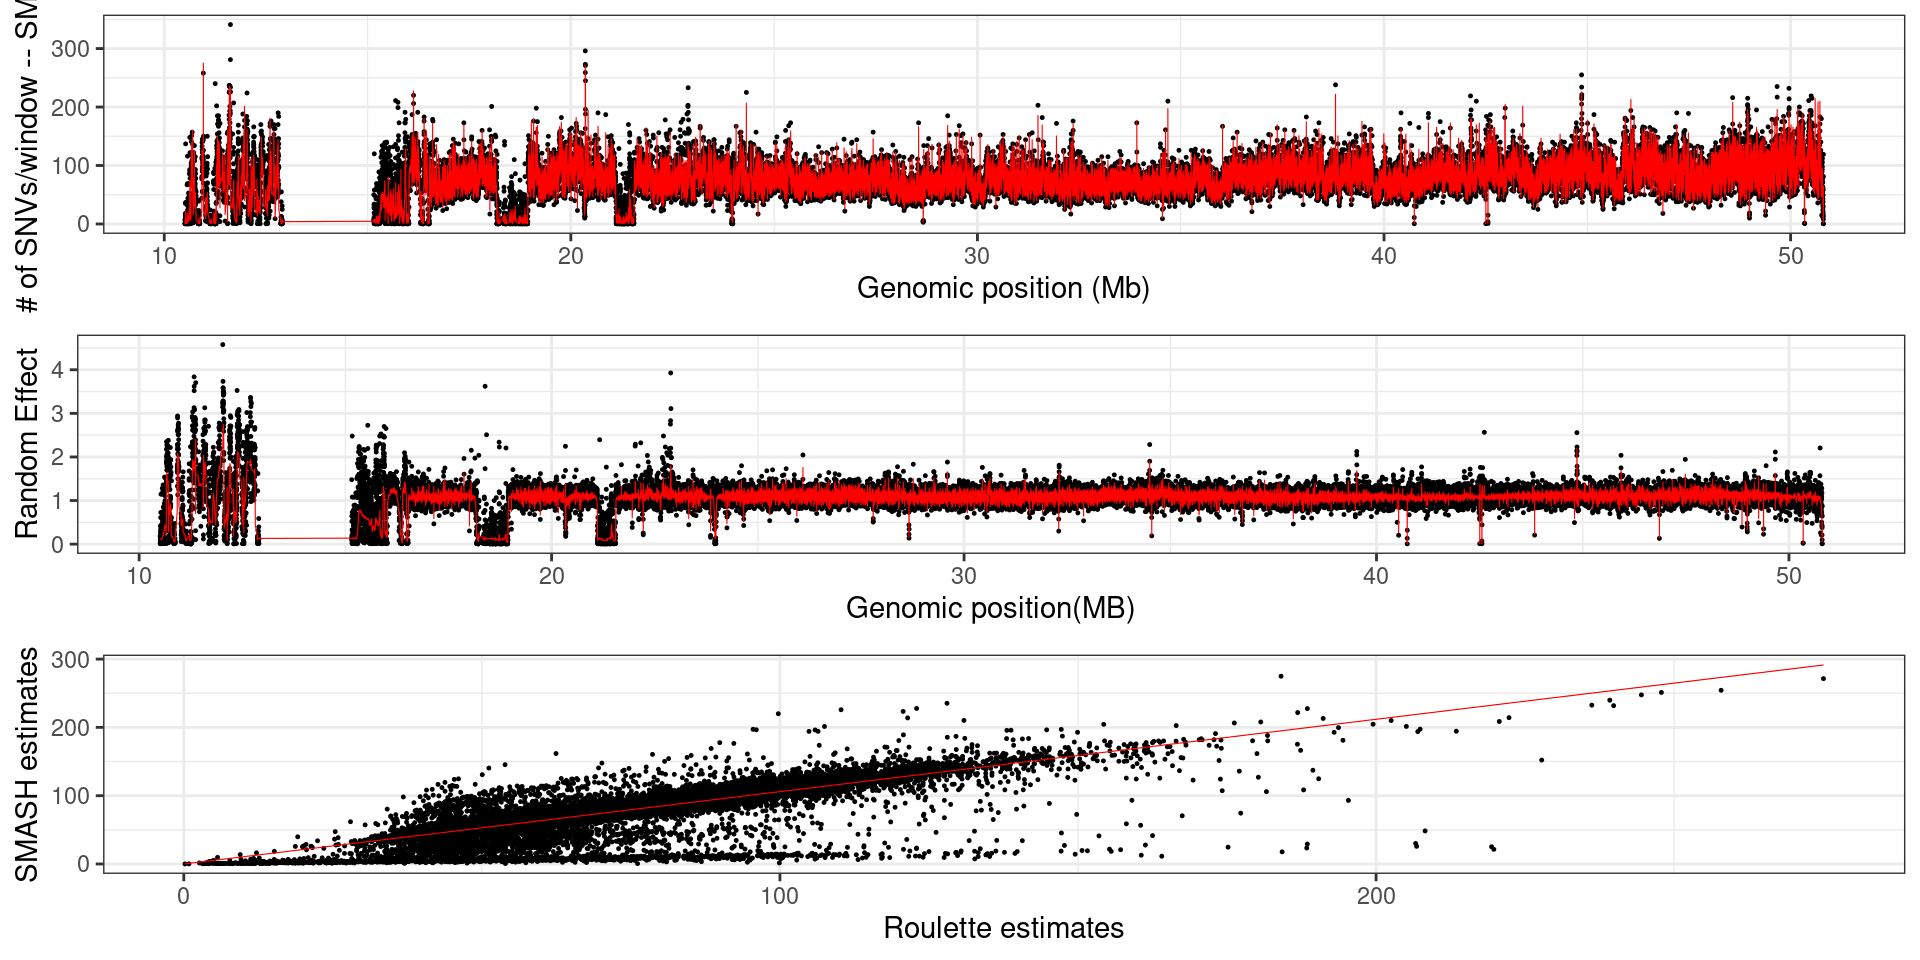 # of SNVs/window -- SM
300
200
100
0
10 20 30 40 50
Genomic position (Mb)
Random Effect
4
3
2
1
0
10 20 30 40 50
Genomic position(MB)
SMASH estimates
300
200
100
0
0 100 200
Roulette estimates